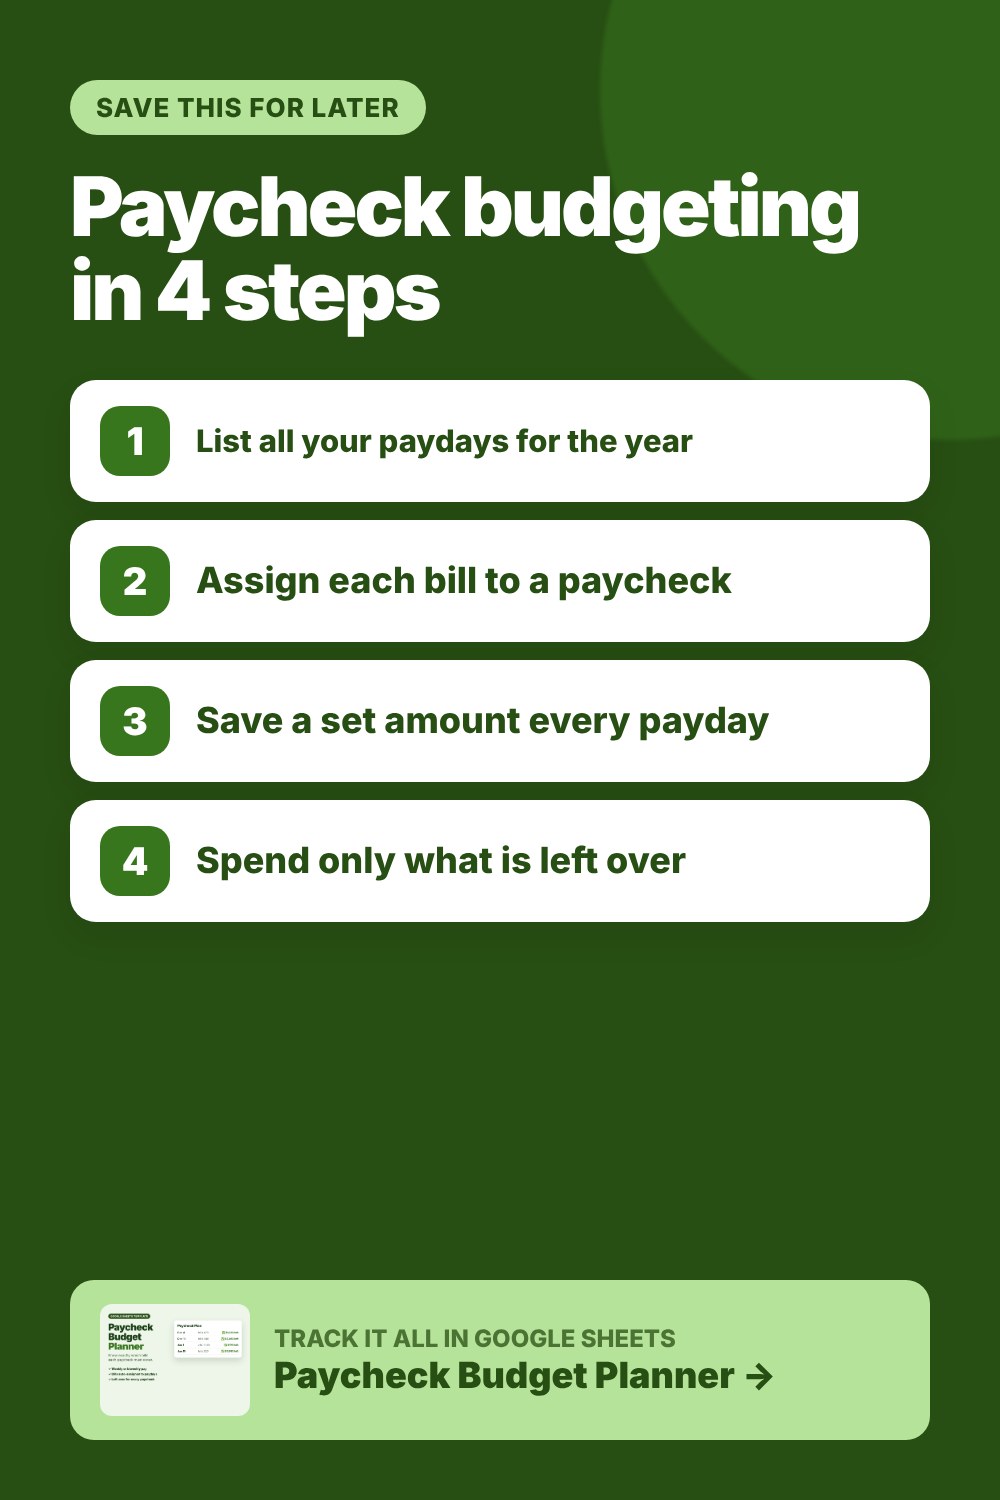 SAVE THIS FOR LATER
Paycheck budgeting
in 4 steps
1 List all your paydays for the year
2 Assign each bill to a paycheck
3 Save a set amount every payday
4 Spend only what is left over
Paycheck
Budget
Planner
TRACK IT ALL IN GOOGLE SHEETS
Paycheck Budget Planner →